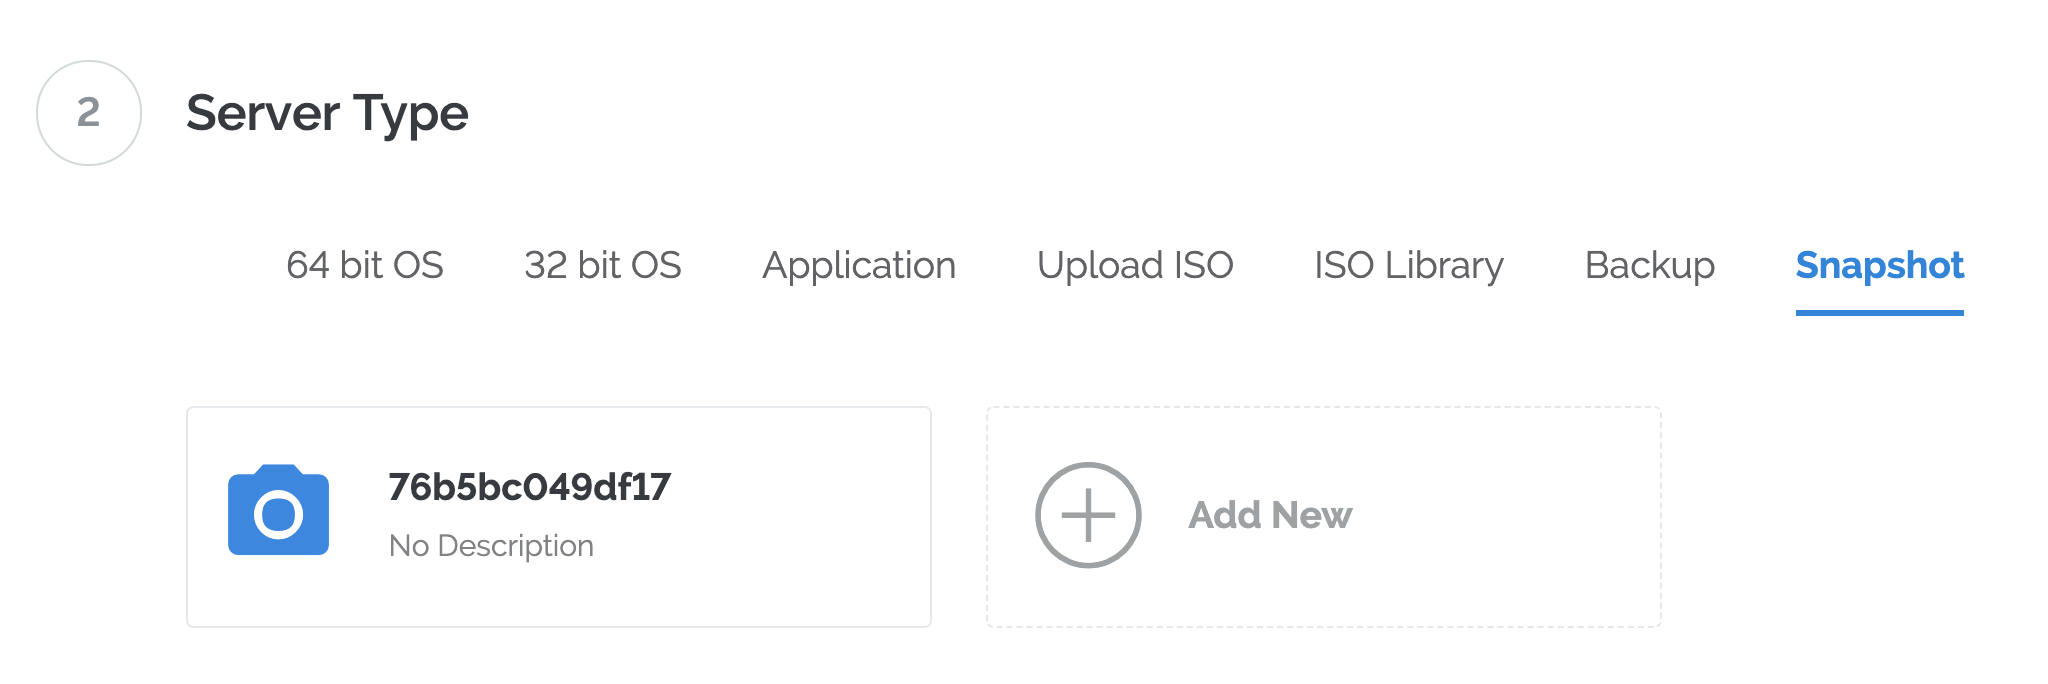 2
Server Type
64 bit OS 32 bit OS Application Upload ISO ISO Library Backup Snapshot
76b5bc049df17
No Description
Add New